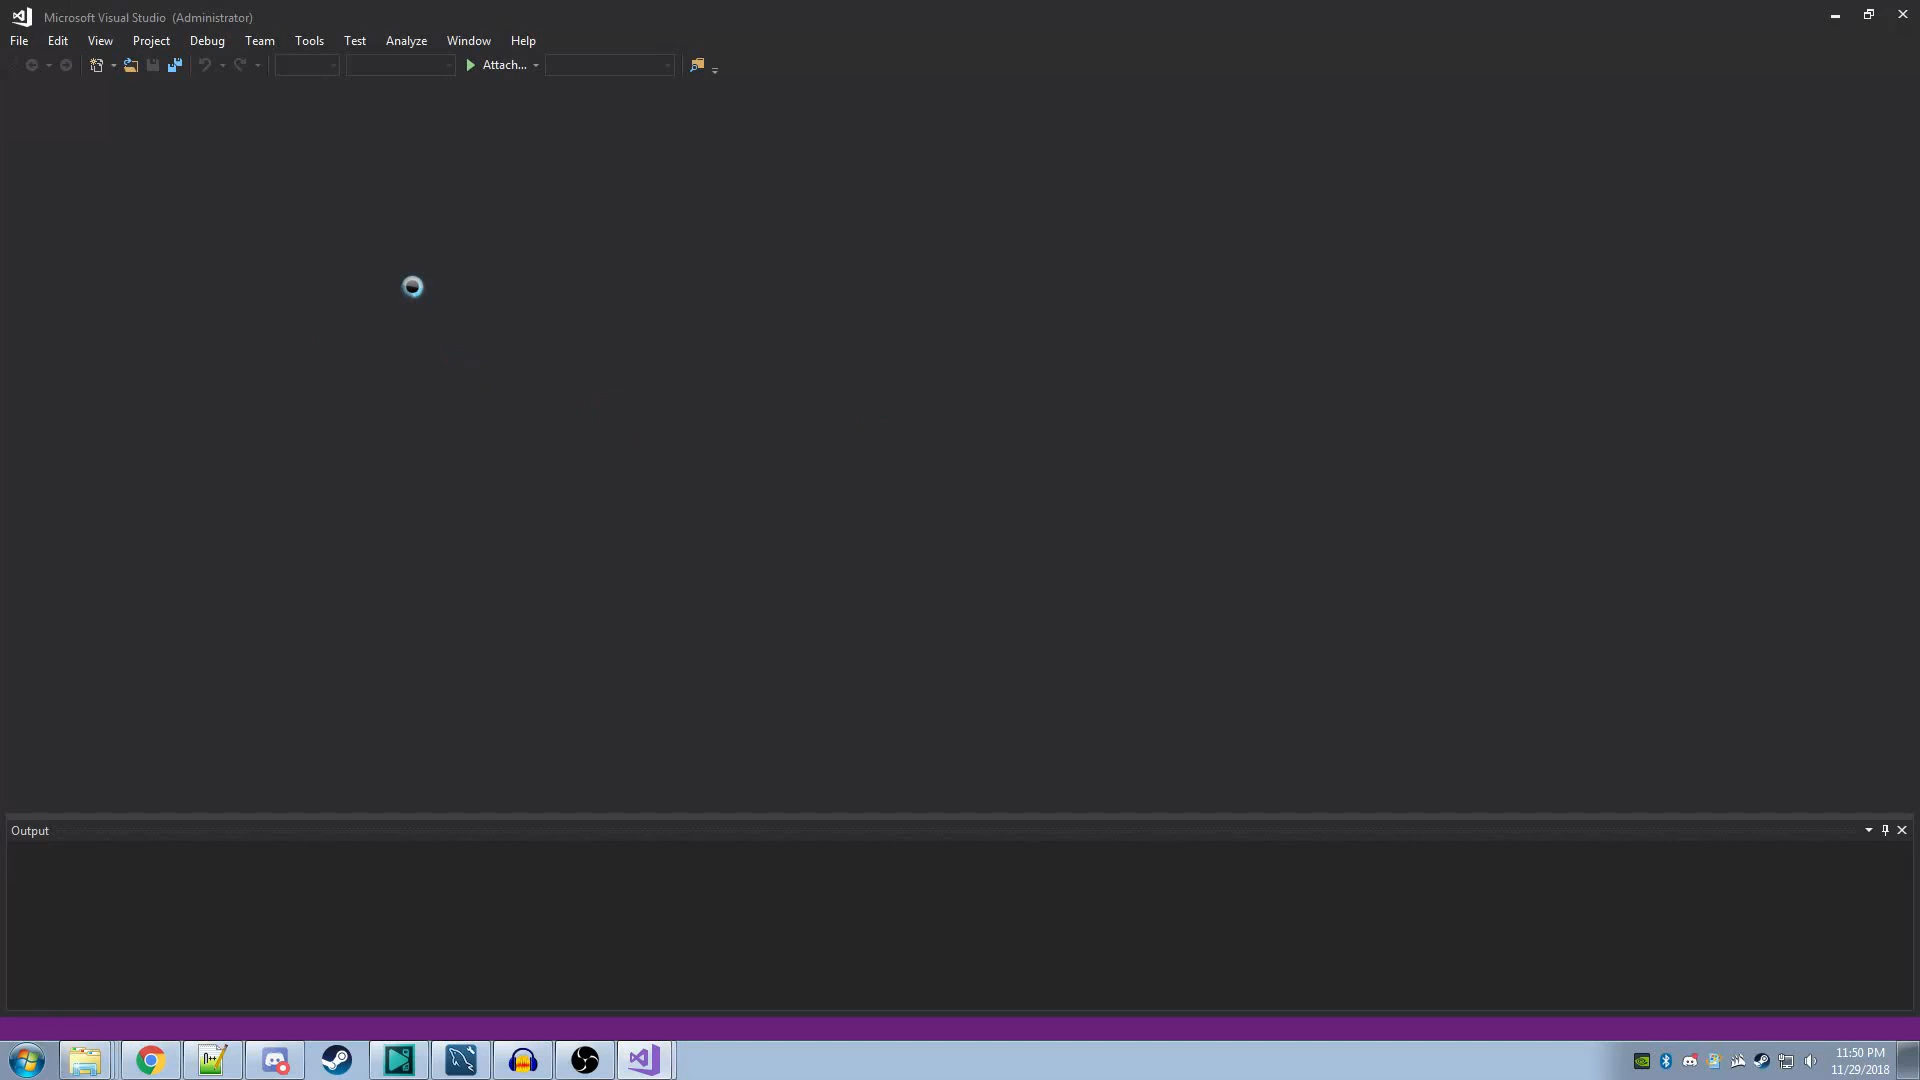 Microsoft Visual Studio (Administrator)
File Edit View Project Debug Team Tools Test Analyze Window Help
Attach...
Output
11:50 PM
11/29/2018